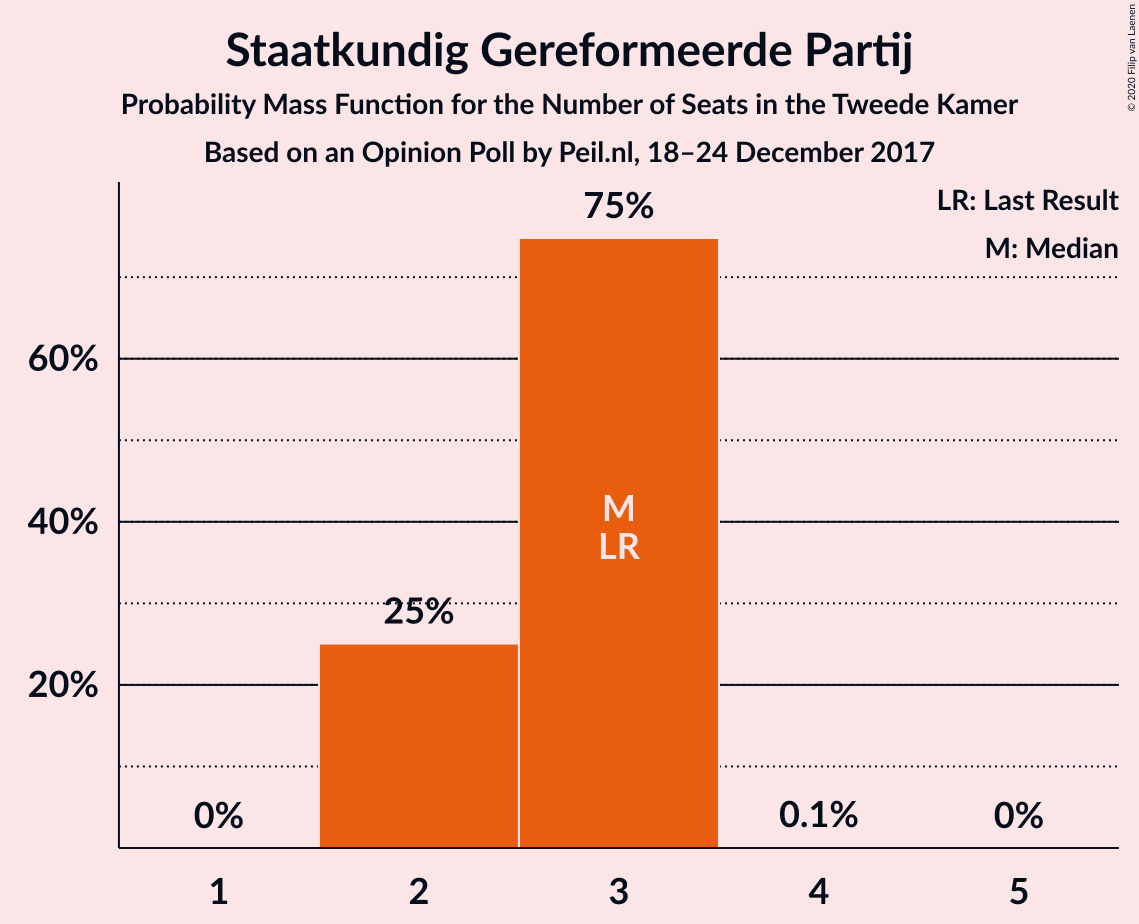 Staatkundig Gereformeerde Partij
Probability Mass Function for the Number of Seats in the Tweede Kamer
Based on an Opinion Poll by Peil.nl, 18–24 December 2017
© 2020 Filip van Laenen
LR: Last Result
M: Median
75%
60%
40%
20%
M
LR
25%
0%
0.1%
0%
1
2
3
4
5